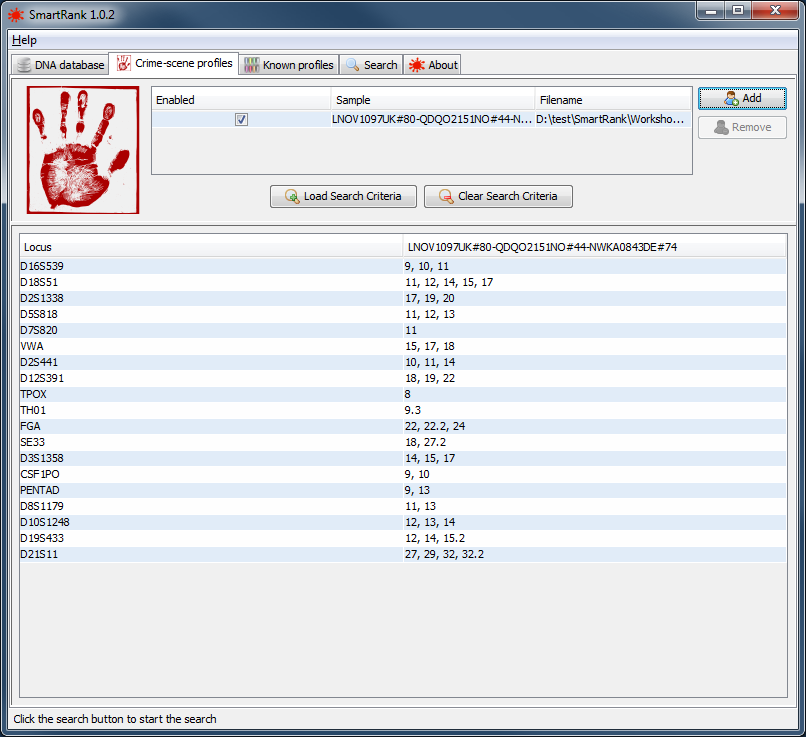 SmartRank 1.0.2
Help
DNA database Crime-scene profiles Known profiles Search About
Enabled Sample Filename
LNOV1097UK#80-QDQO2151NO#44-N... D:\test\SmartRank\Worksho...
Add
Remove
Load Search Criteria Clear Search Criteria
Locus LNOV1097UK#80-QDQO2151NO#44-NWKA0843DE#74
D16S539 9, 10, 11
D18S51 11, 12, 14, 15, 17
D2S1338 17, 19, 20
D5S818 11, 12, 13
D7S820 11
VWA 15, 17, 18
D2S441 10, 11, 14
D12S391 18, 19, 22
TPOX 8
TH01 9.3
FGA 22, 22.2, 24
SE33 18, 27.2
D3S1358 14, 15, 17
CSF1PO 9, 10
PENTAD 9, 13
D8S1179 11, 13
D10S1248 12, 13, 14
D19S433 12, 14, 15.2
D21S11 27, 29, 32, 32.2
Click the search button to start the search